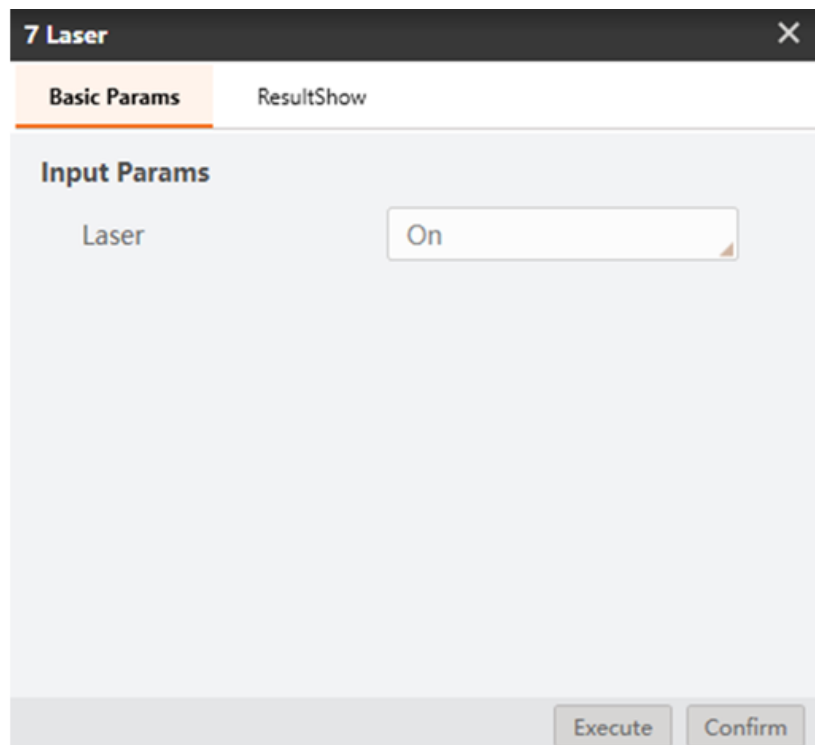 7 Laser
Basic Params ResultShow
Input Params
Laser On
Execute Confirm